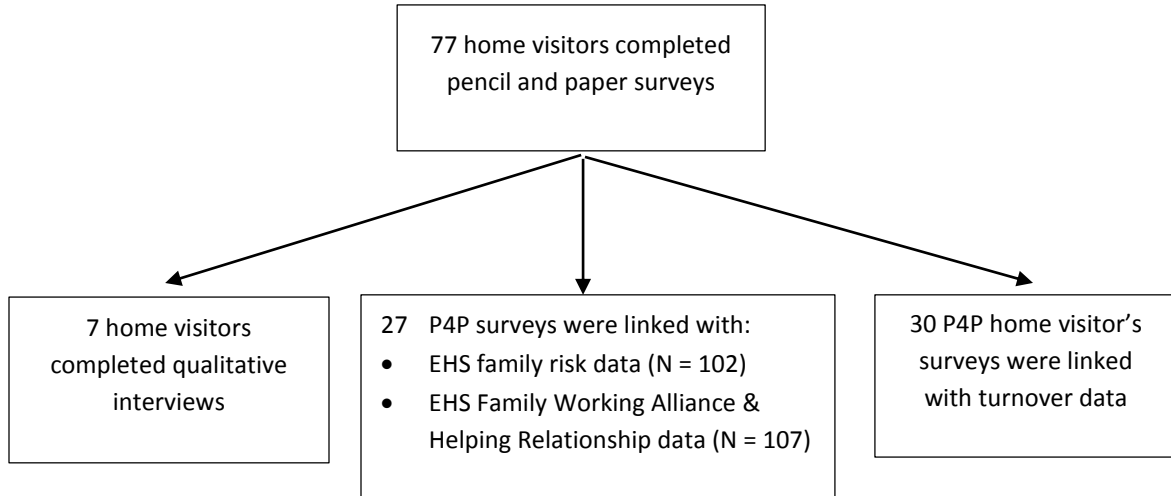 77 home visitors completed
pencil and paper surveys
7 home visitors
completed qualitative
interviews
27 P4P surveys were linked with:
• EHS family risk data (N = 102)
• EHS Family Working Alliance &
Helping Relationship data (N = 107)
30 P4P home visitor’s
surveys were linked
with turnover data